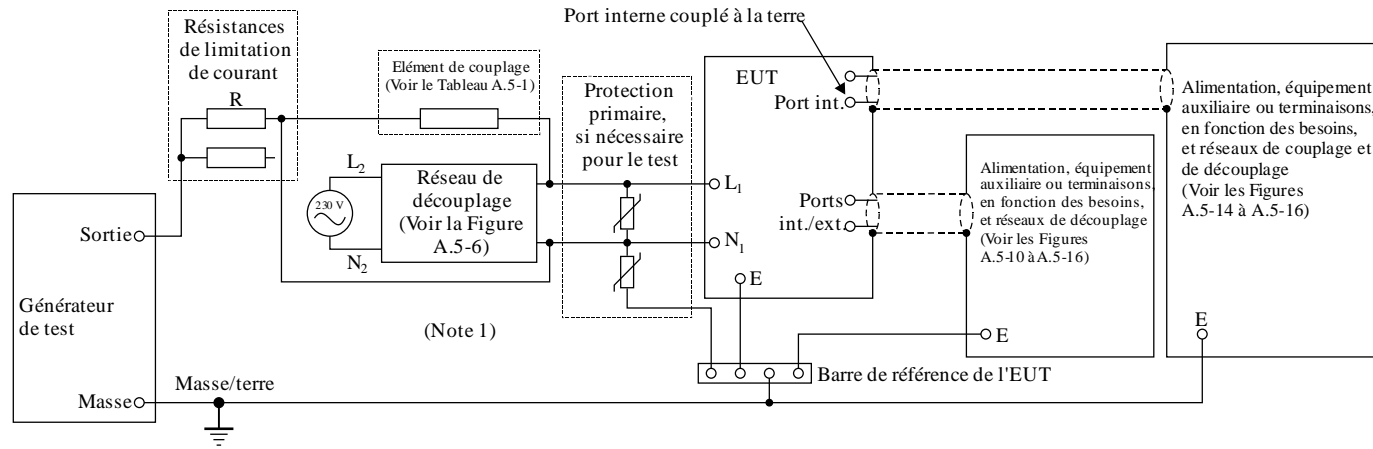 Port interne couplé à la terre
Résistances
de limitation
de courant
R
Elément de couplage
(Voir le Tableau A.5-1)
Protection
primaire,
si nécessaire
pour le test
EUT
Port int.
Alimentation, équipement
auxiliaire ou terminaisons,
en fonction des besoins,
et réseaux de couplage et
de découplage
(Voir les Figures
A.5-14 à A.5-16)
L2
230 V
N2
Réseau de
découplage
(Voir la Figure
A.5-6)
L1
N1
Ports
int./ext.
E
Alimentation, équipement
auxiliaire ou terminaisons,
en fonction des besoins,
et réseaux de découplage
(Voir les Figures
A.5-10 à A.5-16)
E
E
Sortie
Générateur
de test
Masse
Masse/terre
(Note 1)
Barre de référence de l'EUT